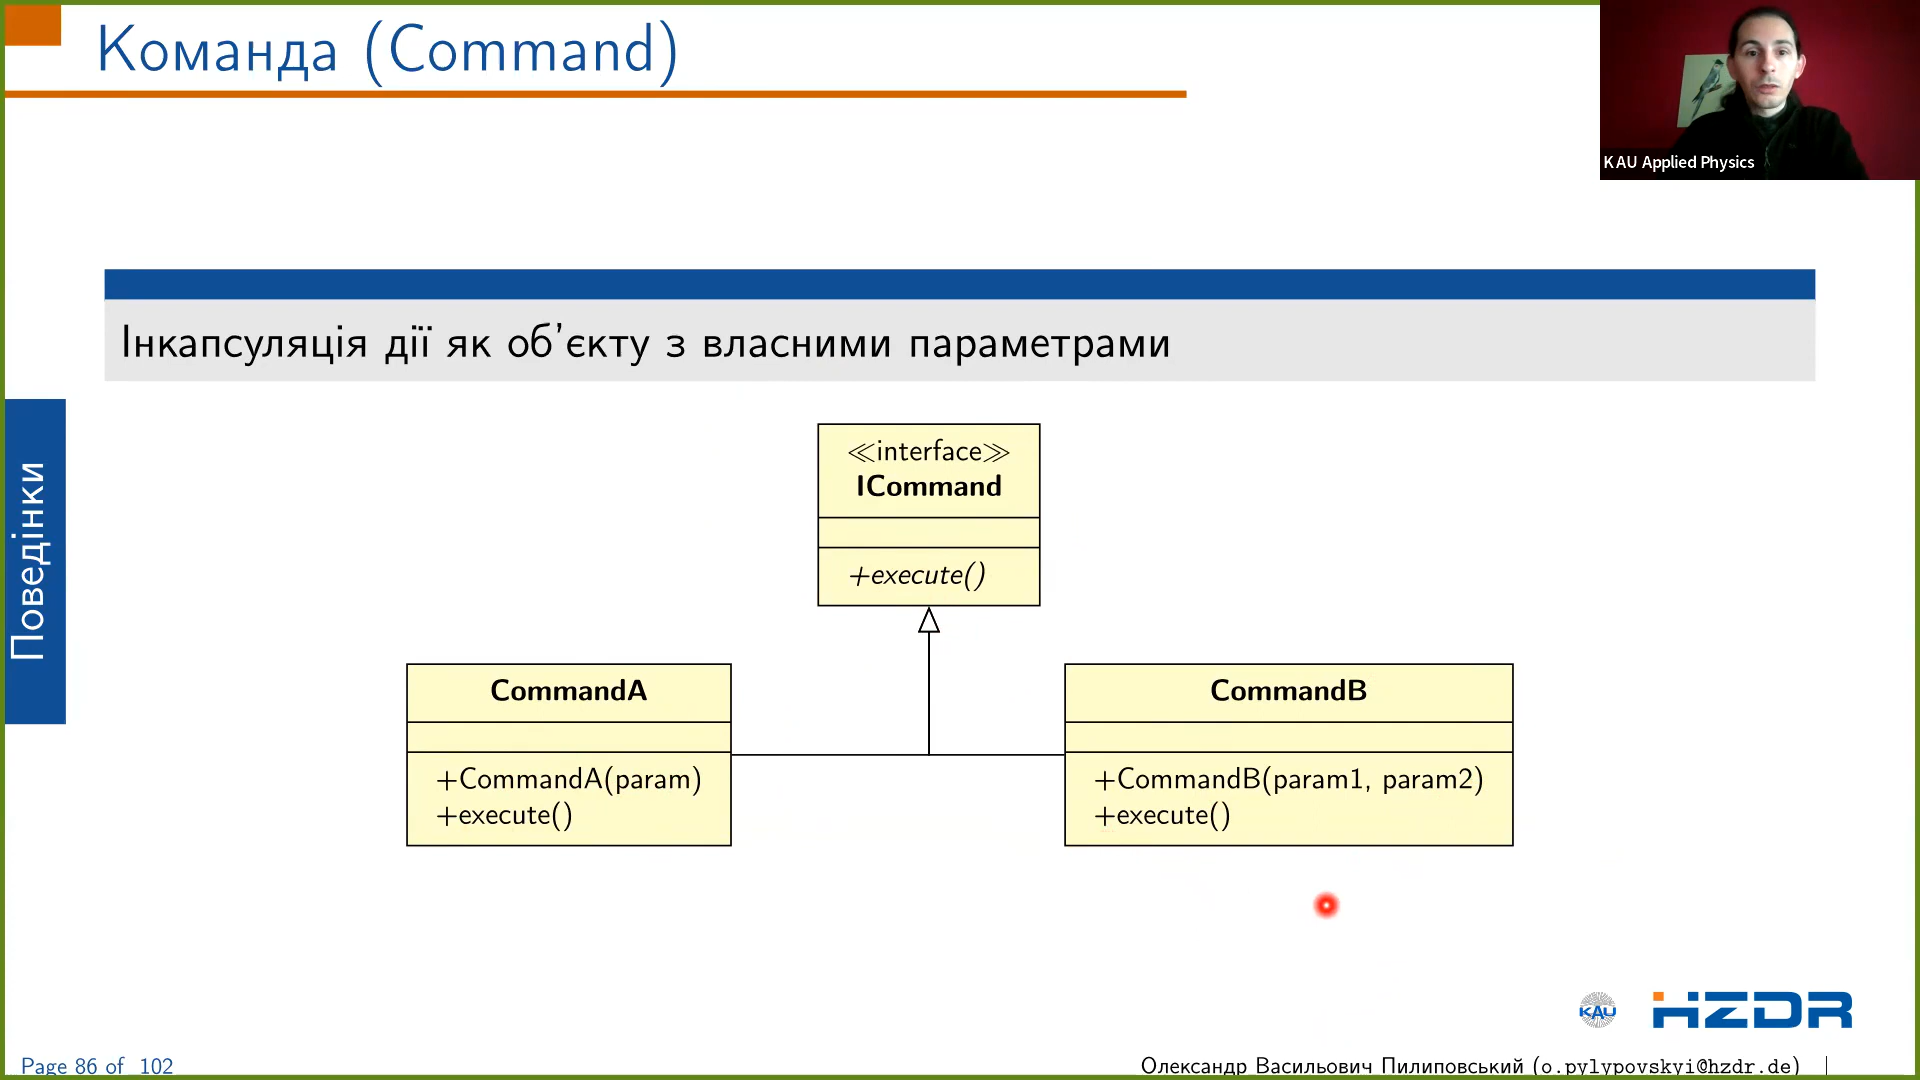 Команда (Command)
KAU Applied Physics
Інкапсуляція дії як об'єкту з власними параметрами
Поведінки
≪interface≫
ICommand
+execute()
CommandA
+CommandA(param)
+execute()
CommandB
+CommandB(param1, param2)
+execute()
KAU
HZDR
Page 86 of 102
Олександр Васильович Пилиповський (o.pylypovskyi@hzdr.de)